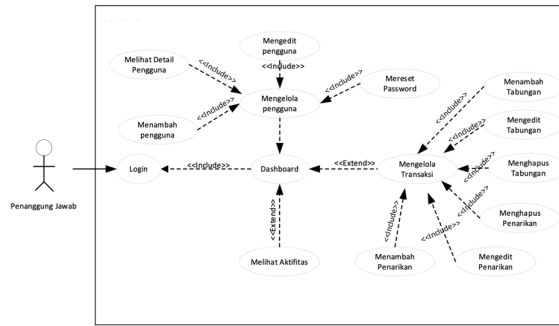 Mengedit
pengguna
<<Include>>
Melihat Detail
Pengguna
<<Include>>
<<Include>>
Mereset
Password
Mengelola
pengguna
Menambah
pengguna
<<Include>>
Menambah
Tabungan
<<Include>>
Mengedit
Tabungan
<<Include>>
Penanggung Jawab
Login
<<Include>>
Dashboard
<<Extend>>
Mengelola
Transaksi
<<Include>>
Menghapus
Tabungan
<<Include>>
Menghapus
Penarikan
<<Extend>>
<<Include>>
<<Include>>
Melihat Aktifitas
Menambah
Penarikan
Mengedit
Penarikan